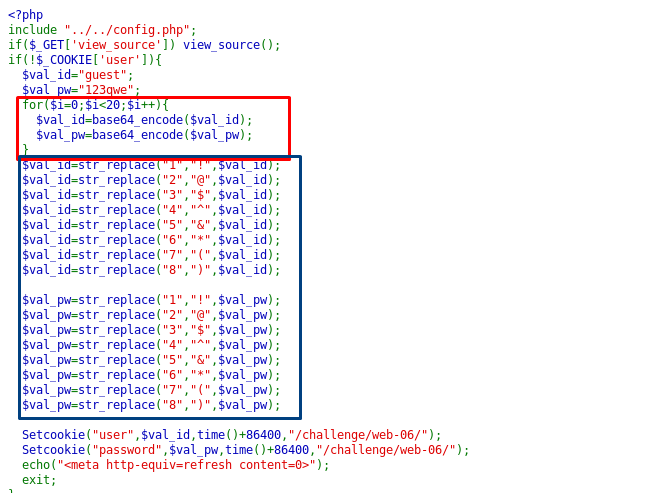 <?php
include "../../config.php";
if($_GET['view_source']) view_source();
if(!$_COOKIE['user']){
  $val_id="guest";
  $val_pw="123qwe";
  for($i=0;$i<20;$i++){
    $val_id=base64_encode($val_id);
    $val_pw=base64_encode($val_pw);
  }
  $val_id=str_replace("1","!",$val_id);
  $val_id=str_replace("2","@",$val_id);
  $val_id=str_replace("3","$",$val_id);
  $val_id=str_replace("4","^",$val_id);
  $val_id=str_replace("5","&",$val_id);
  $val_id=str_replace("6","*",$val_id);
  $val_id=str_replace("7","(",$val_id);
  $val_id=str_replace("8",")",$val_id);

  $val_pw=str_replace("1","!",$val_pw);
  $val_pw=str_replace("2","@",$val_pw);
  $val_pw=str_replace("3","$",$val_pw);
  $val_pw=str_replace("4","^",$val_pw);
  $val_pw=str_replace("5","&",$val_pw);
  $val_pw=str_replace("6","*",$val_pw);
  $val_pw=str_replace("7","(",$val_pw);
  $val_pw=str_replace("8",")",$val_pw);

  Setcookie("user",$val_id,time()+86400,"/challenge/web-06/");
  Setcookie("password",$val_pw,time()+86400,"/challenge/web-06/");
  echo("<meta http-equiv=refresh content=0>");
  exit;
}